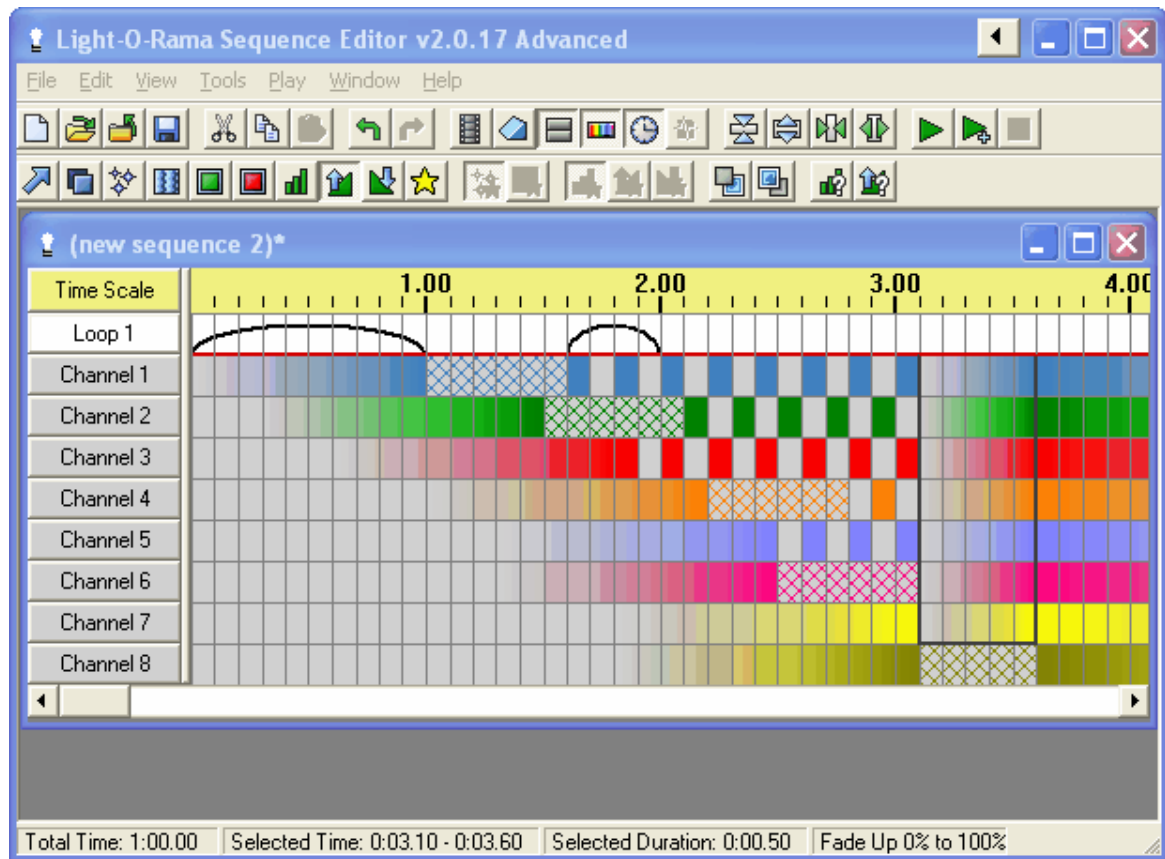 Light-O-Rama Sequence Editor v2.0.17 Advanced
File Edit View Tools Play Window Help
(new sequence 2)*
Time Scale 1.00 2.00 3.00 4.00
Loop 1
Channel 1
Channel 2
Channel 3
Channel 4
Channel 5
Channel 6
Channel 7
Channel 8
Total Time: 1:00.00 Selected Time: 0:03.10 - 0:03.60 Selected Duration: 0:00.50 Fade Up 0% to 100%